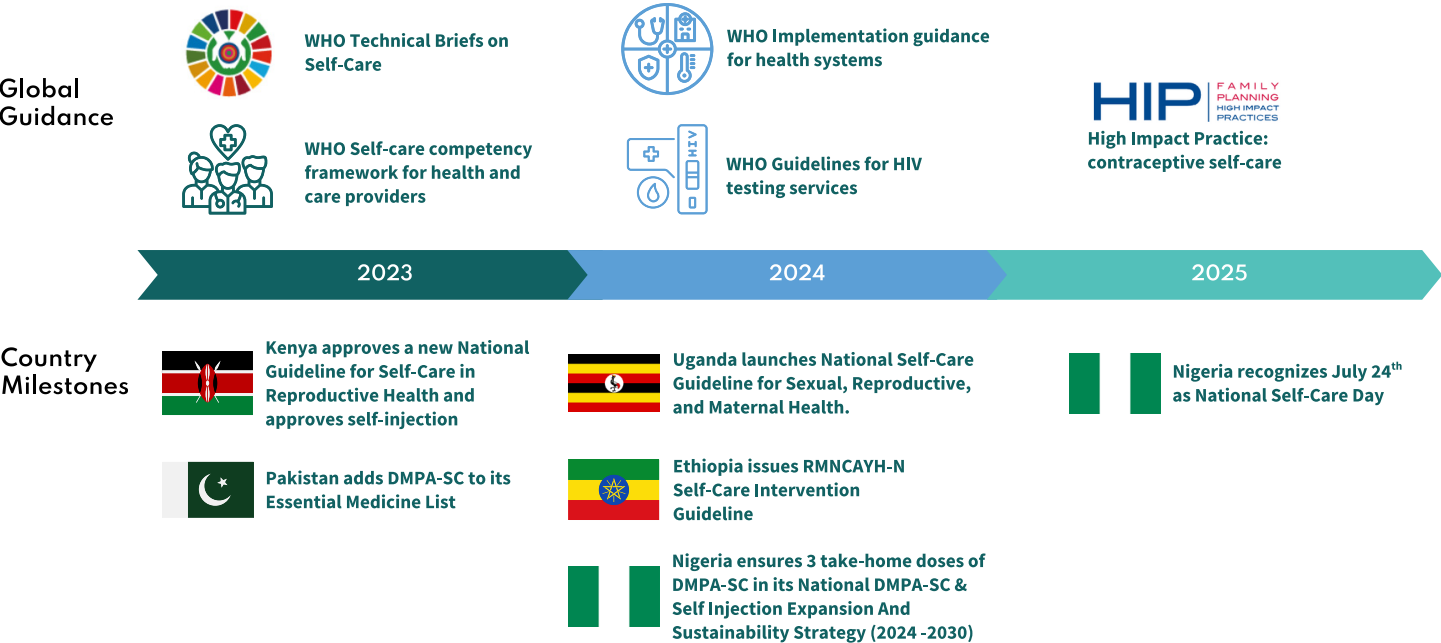 Global
Guidance
WHO Technical Briefs on
Self-Care
WHO Self-care competency
framework for health and
care providers
WHO Implementation guidance
for health systems
HIV
WHO Guidelines for HIV
testing services
HIP
FAMILY
PLANNING
HIGH IMPACT
PRACTICES
High Impact Practice:
contraceptive self-care
2023
2024
2025
Country
Milestones
Kenya approves a new National
Guideline for Self-Care in
Reproductive Health and
approves self-injection
Pakistan adds DMPA-SC to its
Essential Medicine List
Uganda launches National Self-Care
Guideline for Sexual, Reproductive,
and Maternal Health.
Ethiopia issues RMNCAYH-N
Self-Care Intervention
Guideline
Nigeria ensures 3 take-home doses of
DMPA-SC in its National DMPA-SC &
Self Injection Expansion And
Sustainability Strategy (2024 -2030)
Nigeria recognizes July 24th
as National Self-Care Day